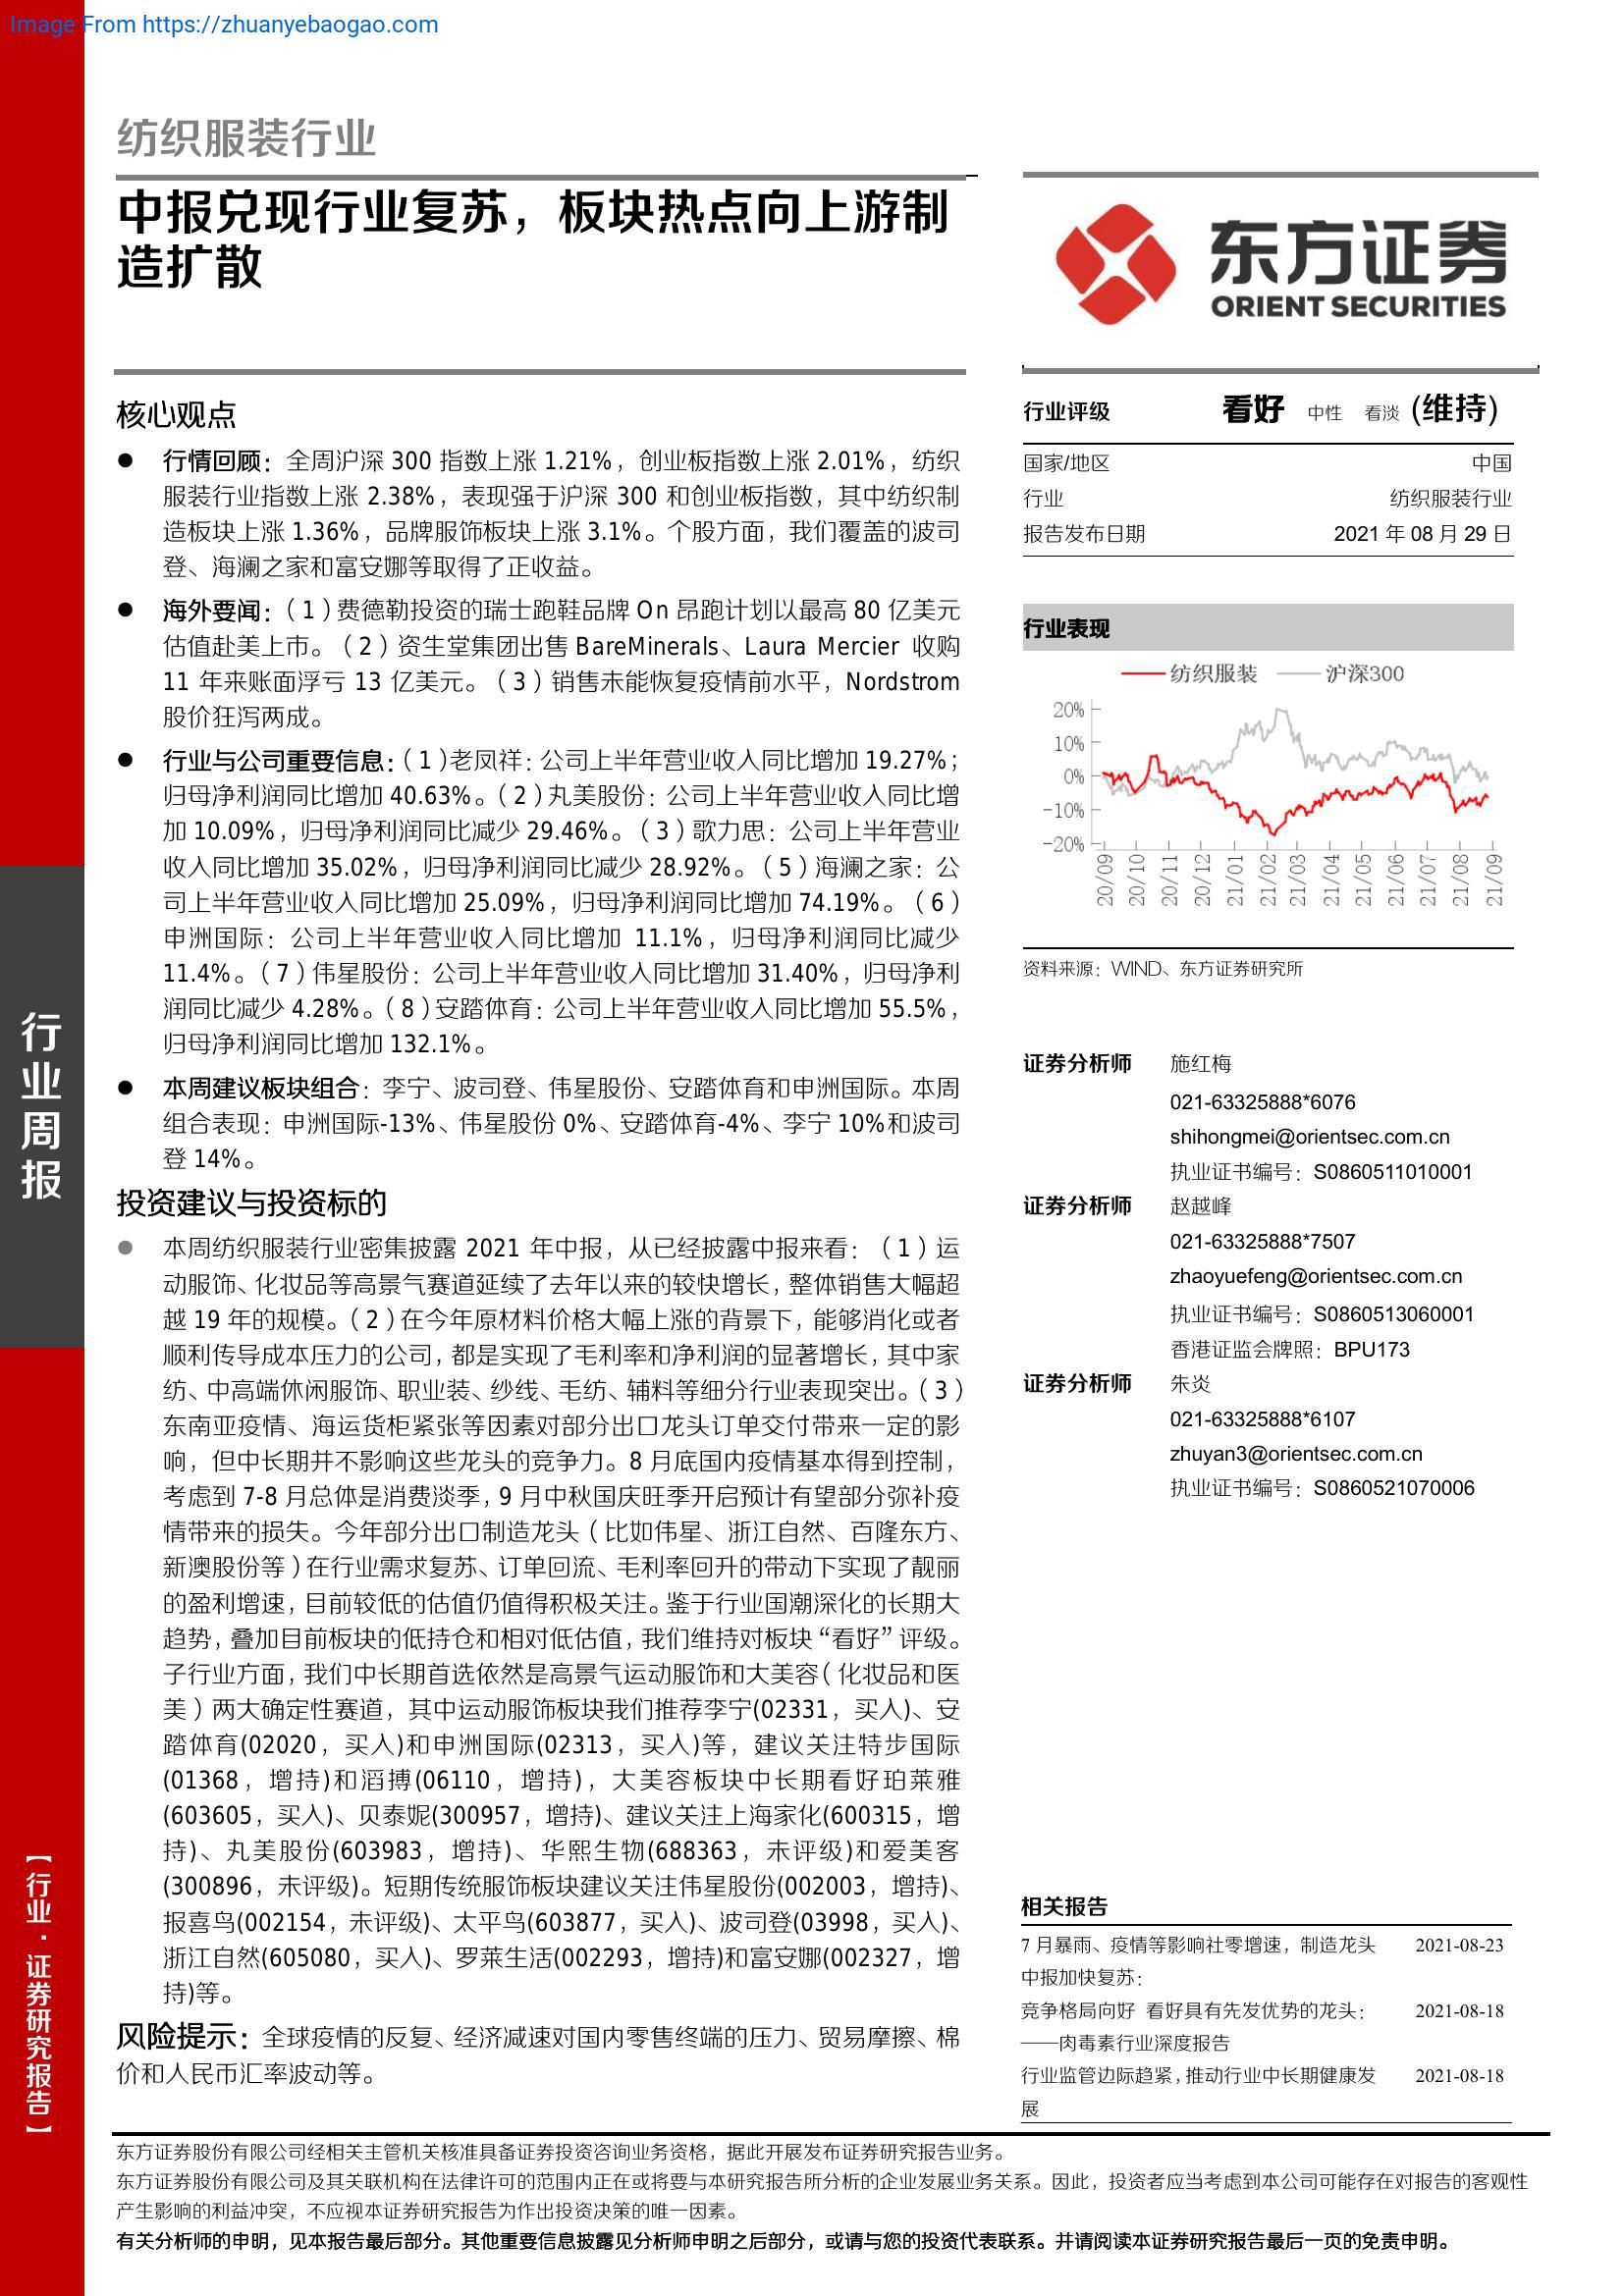 Image From https://zhuanyebaogao.com
纺织服装行业
中报兑现行业复苏，板块热点向上游制
造扩散
核心观点
● 行情回顾：全周沪深 300 指数上涨 1.21%，创业板指数上涨 2.01%，纺织
服装行业指数上涨 2.38%，表现强于沪深 300 和创业板指数，其中纺织制
造板块上涨 1.36%，品牌服饰板块上涨 3.1%。个股方面，我们覆盖的波司
登、海澜之家和富安娜等取得了正收益。
● 海外要闻：（1）费德勒投资的瑞士跑鞋品牌 On 昂跑计划以最高 80 亿美元
估值赴美上市。（2）资生堂集团出售 BareMinerals、Laura Mercier 收购
11 年来账面浮亏 13 亿美元。（3）销售未能恢复疫情前水平，Nordstrom
股价狂泻两成。
● 行业与公司重要信息：（1）老凤祥：公司上半年营业收入同比增加 19.27%；
归母净利润同比增加 40.63%。（2）丸美股份：公司上半年营业收入同比增
加 10.09%，归母净利润同比减少 29.46%。（3）歌力思：公司上半年营业
收入同比增加 35.02%，归母净利润同比减少 28.92%。（5）海澜之家：公
司上半年营业收入同比增加 25.09%，归母净利润同比增加 74.19%。（6）
申洲国际：公司上半年营业收入同比增加 11.1%，归母净利润同比减少
11.4%。（7）伟星股份：公司上半年营业收入同比增加 31.40%，归母净利
润同比减少 4.28%。（8）安踏体育：公司上半年营业收入同比增加 55.5%，
归母净利润同比增加 132.1%。
● 本周建议板块组合：李宁、波司登、伟星股份、安踏体育和申洲国际。本周
组合表现：申洲国际-13%、伟星股份 0%、安踏体育-4%、李宁 10%和波司
登 14%。
投资建议与投资标的
● 本周纺织服装行业密集披露 2021 年中报，从已经披露中报来看：（1）运
动服饰、化妆品等高景气赛道延续了去年以来的较快增长，整体销售大幅超
越 19 年的规模。（2）在今年原材料价格大幅上涨的背景下，能够消化或者
顺利传导成本压力的公司，都是实现了毛利率和净利润的显著增长，其中家
纺、中高端休闲服饰、职业装、纱线、毛纺、辅料等细分行业表现突出。（3）
东南亚疫情、海运货柜紧张等因素对部分出口龙头订单交付带来一定的影
响，但中长期并不影响这些龙头的竞争力。8 月底国内疫情基本得到控制，
考虑到 7-8 月总体是消费淡季，9 月中秋国庆旺季开启预计有望部分弥补疫
情带来的损失。今年部分出口制造龙头（比如伟星、浙江自然、百隆东方、
新澳股份等）在行业需求复苏、订单回流、毛利率回升的带动下实现了靓丽
的盈利增速，目前较低的估值仍值得积极关注。鉴于行业国潮深化的长期大
趋势，叠加目前板块的低持仓和相对低估值，我们维持对板块“看好”评级。
子行业方面，我们中长期首选依然是高景气运动服饰和大美容（化妆品和医
美）两大确定性赛道，其中运动服饰板块我们推荐李宁(02331，买入)、安
踏体育(02020，买入)和申洲国际(02313，买入)等，建议关注特步国际
(01368，增持)和滔搏(06110，增持)，大美容板块中长期看好珀莱雅
(603605，买入)、贝泰妮(300957，增持)、建议关注上海家化(600315，增
持)、丸美股份(603983，增持)、华熙生物(688363，未评级)和爱美客
(300896，未评级)。短期传统服饰板块建议关注伟星股份(002003，增持)、
报喜鸟(002154，未评级)、太平鸟(603877，买入)、波司登(03998，买入)、
浙江自然(605080，买入)、罗莱生活(002293，增持)和富安娜(002327，增
持)等。
风险提示：全球疫情的反复、经济减速对国内零售终端的压力、贸易摩擦、棉
价和人民币汇率波动等。
东方证券
ORIENT SECURITIES
行业评级 看好 中性 看淡 (维持)
国家/地区 中国
行业 纺织服装行业
报告发布日期 2021 年 08 月 29 日
行业表现
纺织服装 沪深300
20%
10%
0%
-10%
-20%
20/09 20/10 20/11 20/12 21/01 21/02 21/03 21/04 21/05 21/06 21/07 21/08 21/09
资料来源：WIND、东方证券研究所
证券分析师 施红梅
021-63325888*6076
shihongmei@orientsec.com.cn
执业证书编号：S0860511010001
证券分析师 赵越峰
021-63325888*7507
zhaoyuefeng@orientsec.com.cn
执业证书编号：S0860513060001
香港证监会牌照：BPU173
证券分析师 朱炎
021-63325888*6107
zhuyan3@orientsec.com.cn
执业证书编号：S0860521070006
相关报告
7 月暴雨、疫情等影响社零增速，制造龙头 2021-08-23
中报加快复苏：
竞争格局向好 看好具有先发优势的龙头： 2021-08-18
——肉毒素行业深度报告
行业监管边际趋紧，推动行业中长期健康发 2021-08-18
展
行业周报
【行业·证券研究报告】
东方证券股份有限公司经相关主管机关核准具备证券投资咨询业务资格，据此开展发布证券研究报告业务。
东方证券股份有限公司及其关联机构在法律许可的范围内正在或将要与本研究报告所分析的企业发展业务关系。因此，投资者应当考虑到本公司可能存在对报告的客观性
产生影响的利益冲突，不应视本证券研究报告为作出投资决策的唯一因素。
有关分析师的申明，见本报告最后部分。其他重要信息披露见分析师申明之后部分，或请与您的投资代表联系。并请阅读本证券研究报告最后一页的免责申明。